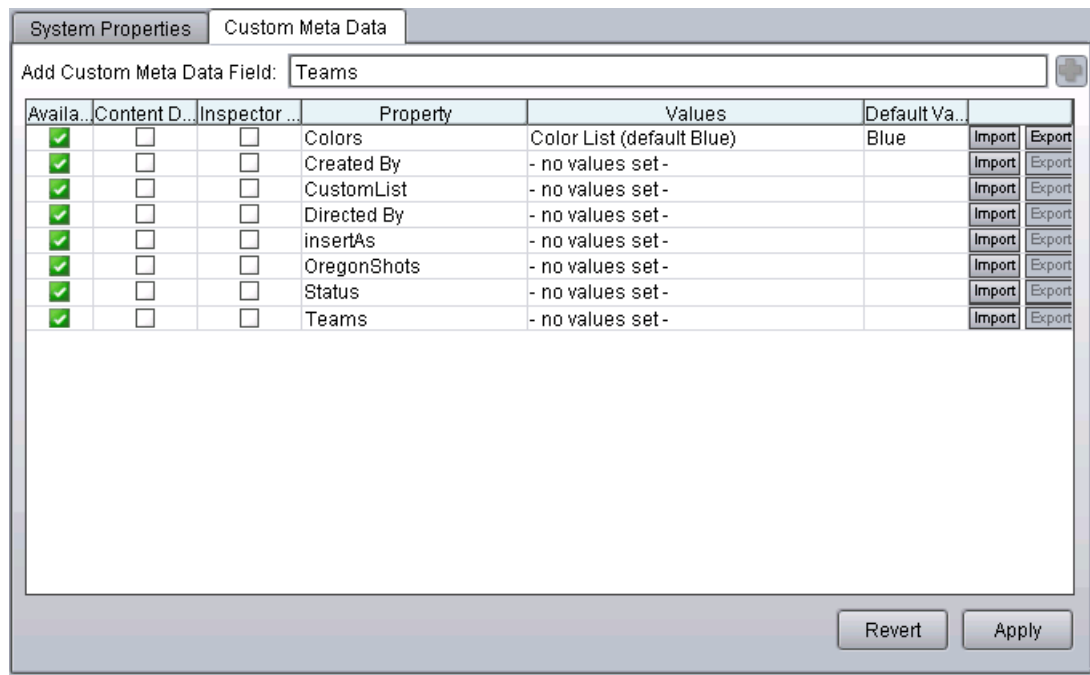 System Properties Custom Meta Data
Add Custom Meta Data Field: Teams
Availa... Content D... Inspector ... Property Values Default Va...
Colors Color List (default Blue) Blue Import Export
Created By - no values set - Import Export
CustomList - no values set - Import Export
Directed By - no values set - Import Export
insertAs - no values set - Import Export
OregonShots - no values set - Import Export
Status - no values set - Import Export
Teams - no values set - Import Export
Revert Apply